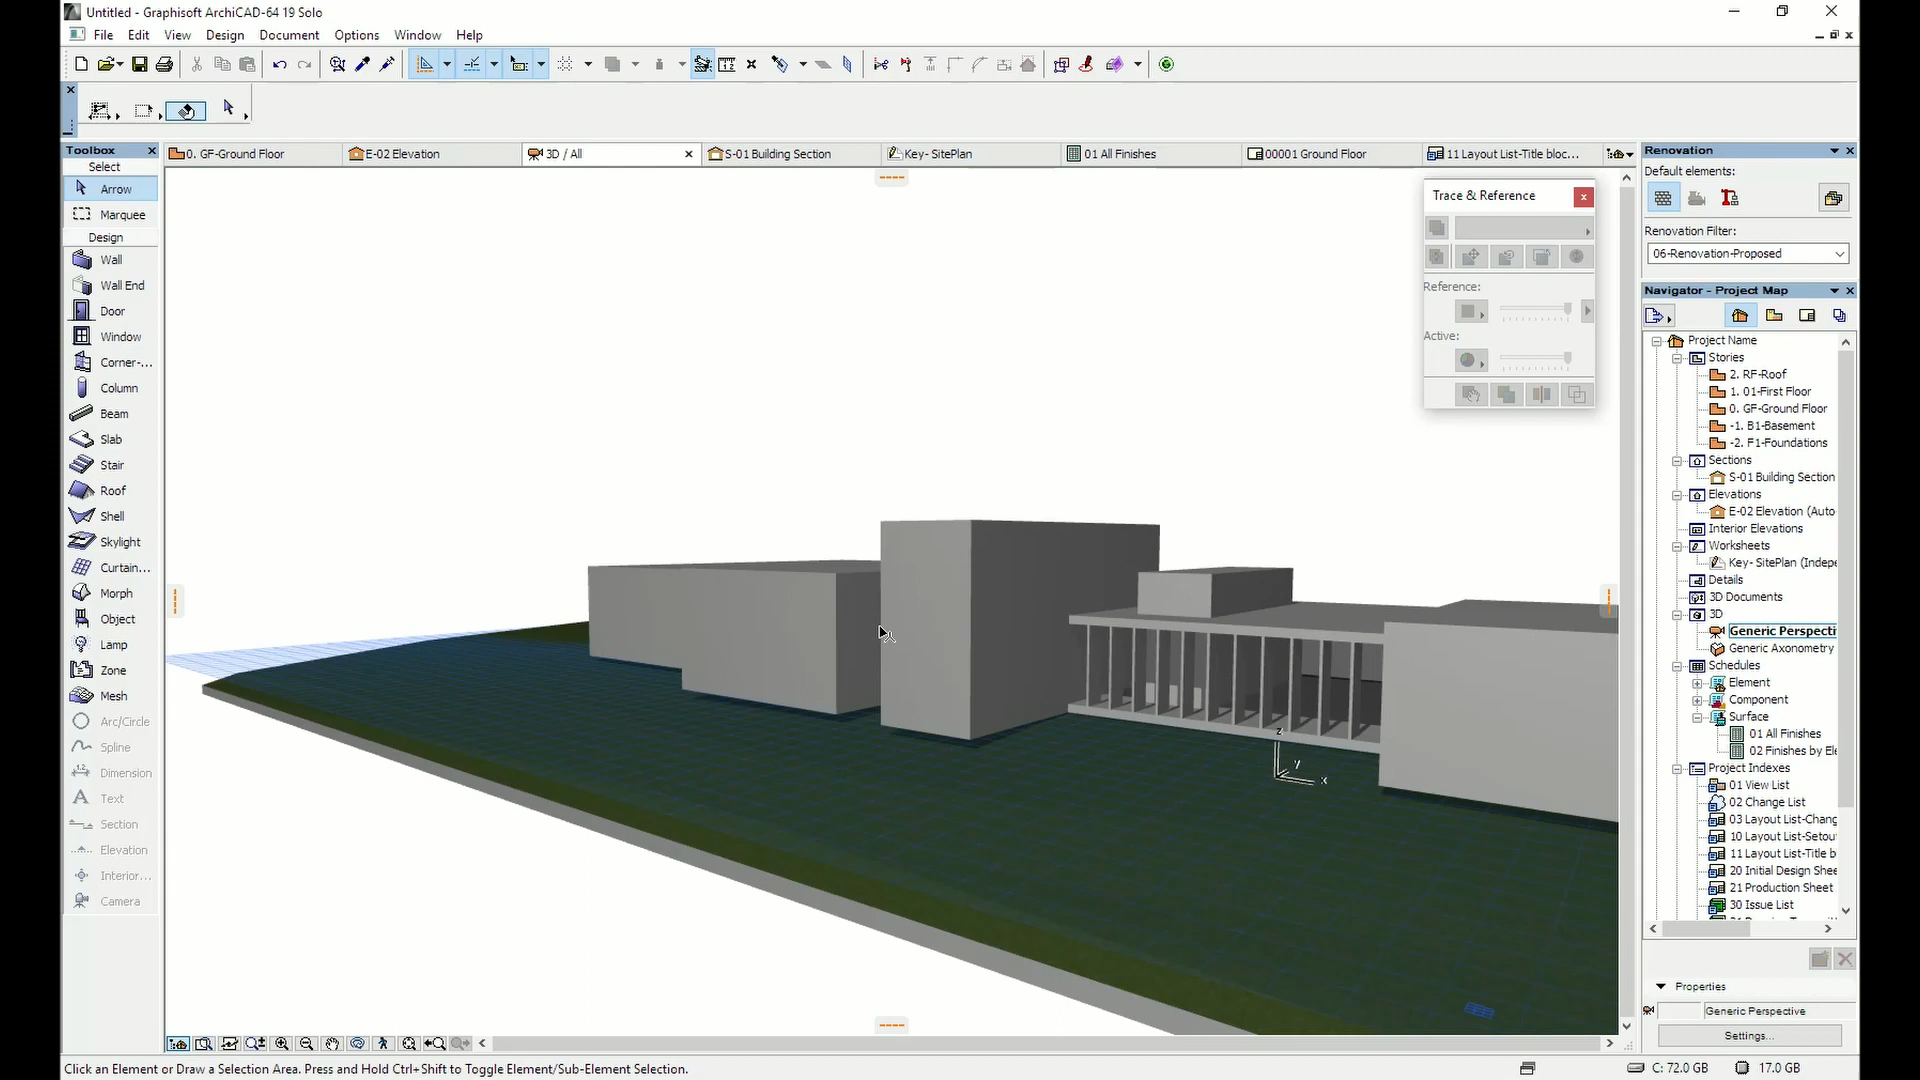 Untitled - Graphisoft ArchiCAD-64 19 Solo
File Edit View Design Document Options Window Help
Toolbox
Select
Arrow
Marquee
Design
Wall
Wall End
Door
Window
Corner-...
Column
Beam
Slab
Stair
Roof
Shell
Skylight
Curtain...
Morph
Object
Lamp
Zone
Mesh
Arc/Circle
Spline
Dimension
Text
Section
Elevation
Interior...
Camera
0. GF-Ground Floor
E-02 Elevation
3D / All
S-01 Building Section
Key- SitePlan
01 All Finishes
00001 Ground Floor
11 Layout List-Title bloc...
Trace & Reference
Reference:
Active:
z
y
x
Renovation
Default elements:
Renovation Filter:
06-Renovation-Proposed
Navigator - Project Map
Project Name
Stories
2. RF-Roof
1. 01-First Floor
0. GF-Ground Floor
-1. B1-Basement
-2. F1-Foundations
Sections
S-01 Building Section
Elevations
E-02 Elevation (Auto
Interior Elevations
Worksheets
Key- SitePlan (Indepe
Details
3D Documents
3D
Generic Perspecti
Generic Axonometry
Schedules
Element
Component
Surface
01 All Finishes
02 Finishes by Ele
Project Indexes
01 View List
02 Change List
03 Layout List-Chang
10 Layout List-Setou
11 Layout List-Title b
20 Initial Design Shee
21 Production Sheet
30 Issue List
Properties
Generic Perspective
Settings...
Click an Element or Draw a Selection Area. Press and Hold Ctrl+Shift to Toggle Element/Sub-Element Selection.
C: 72.0 GB
17.0 GB